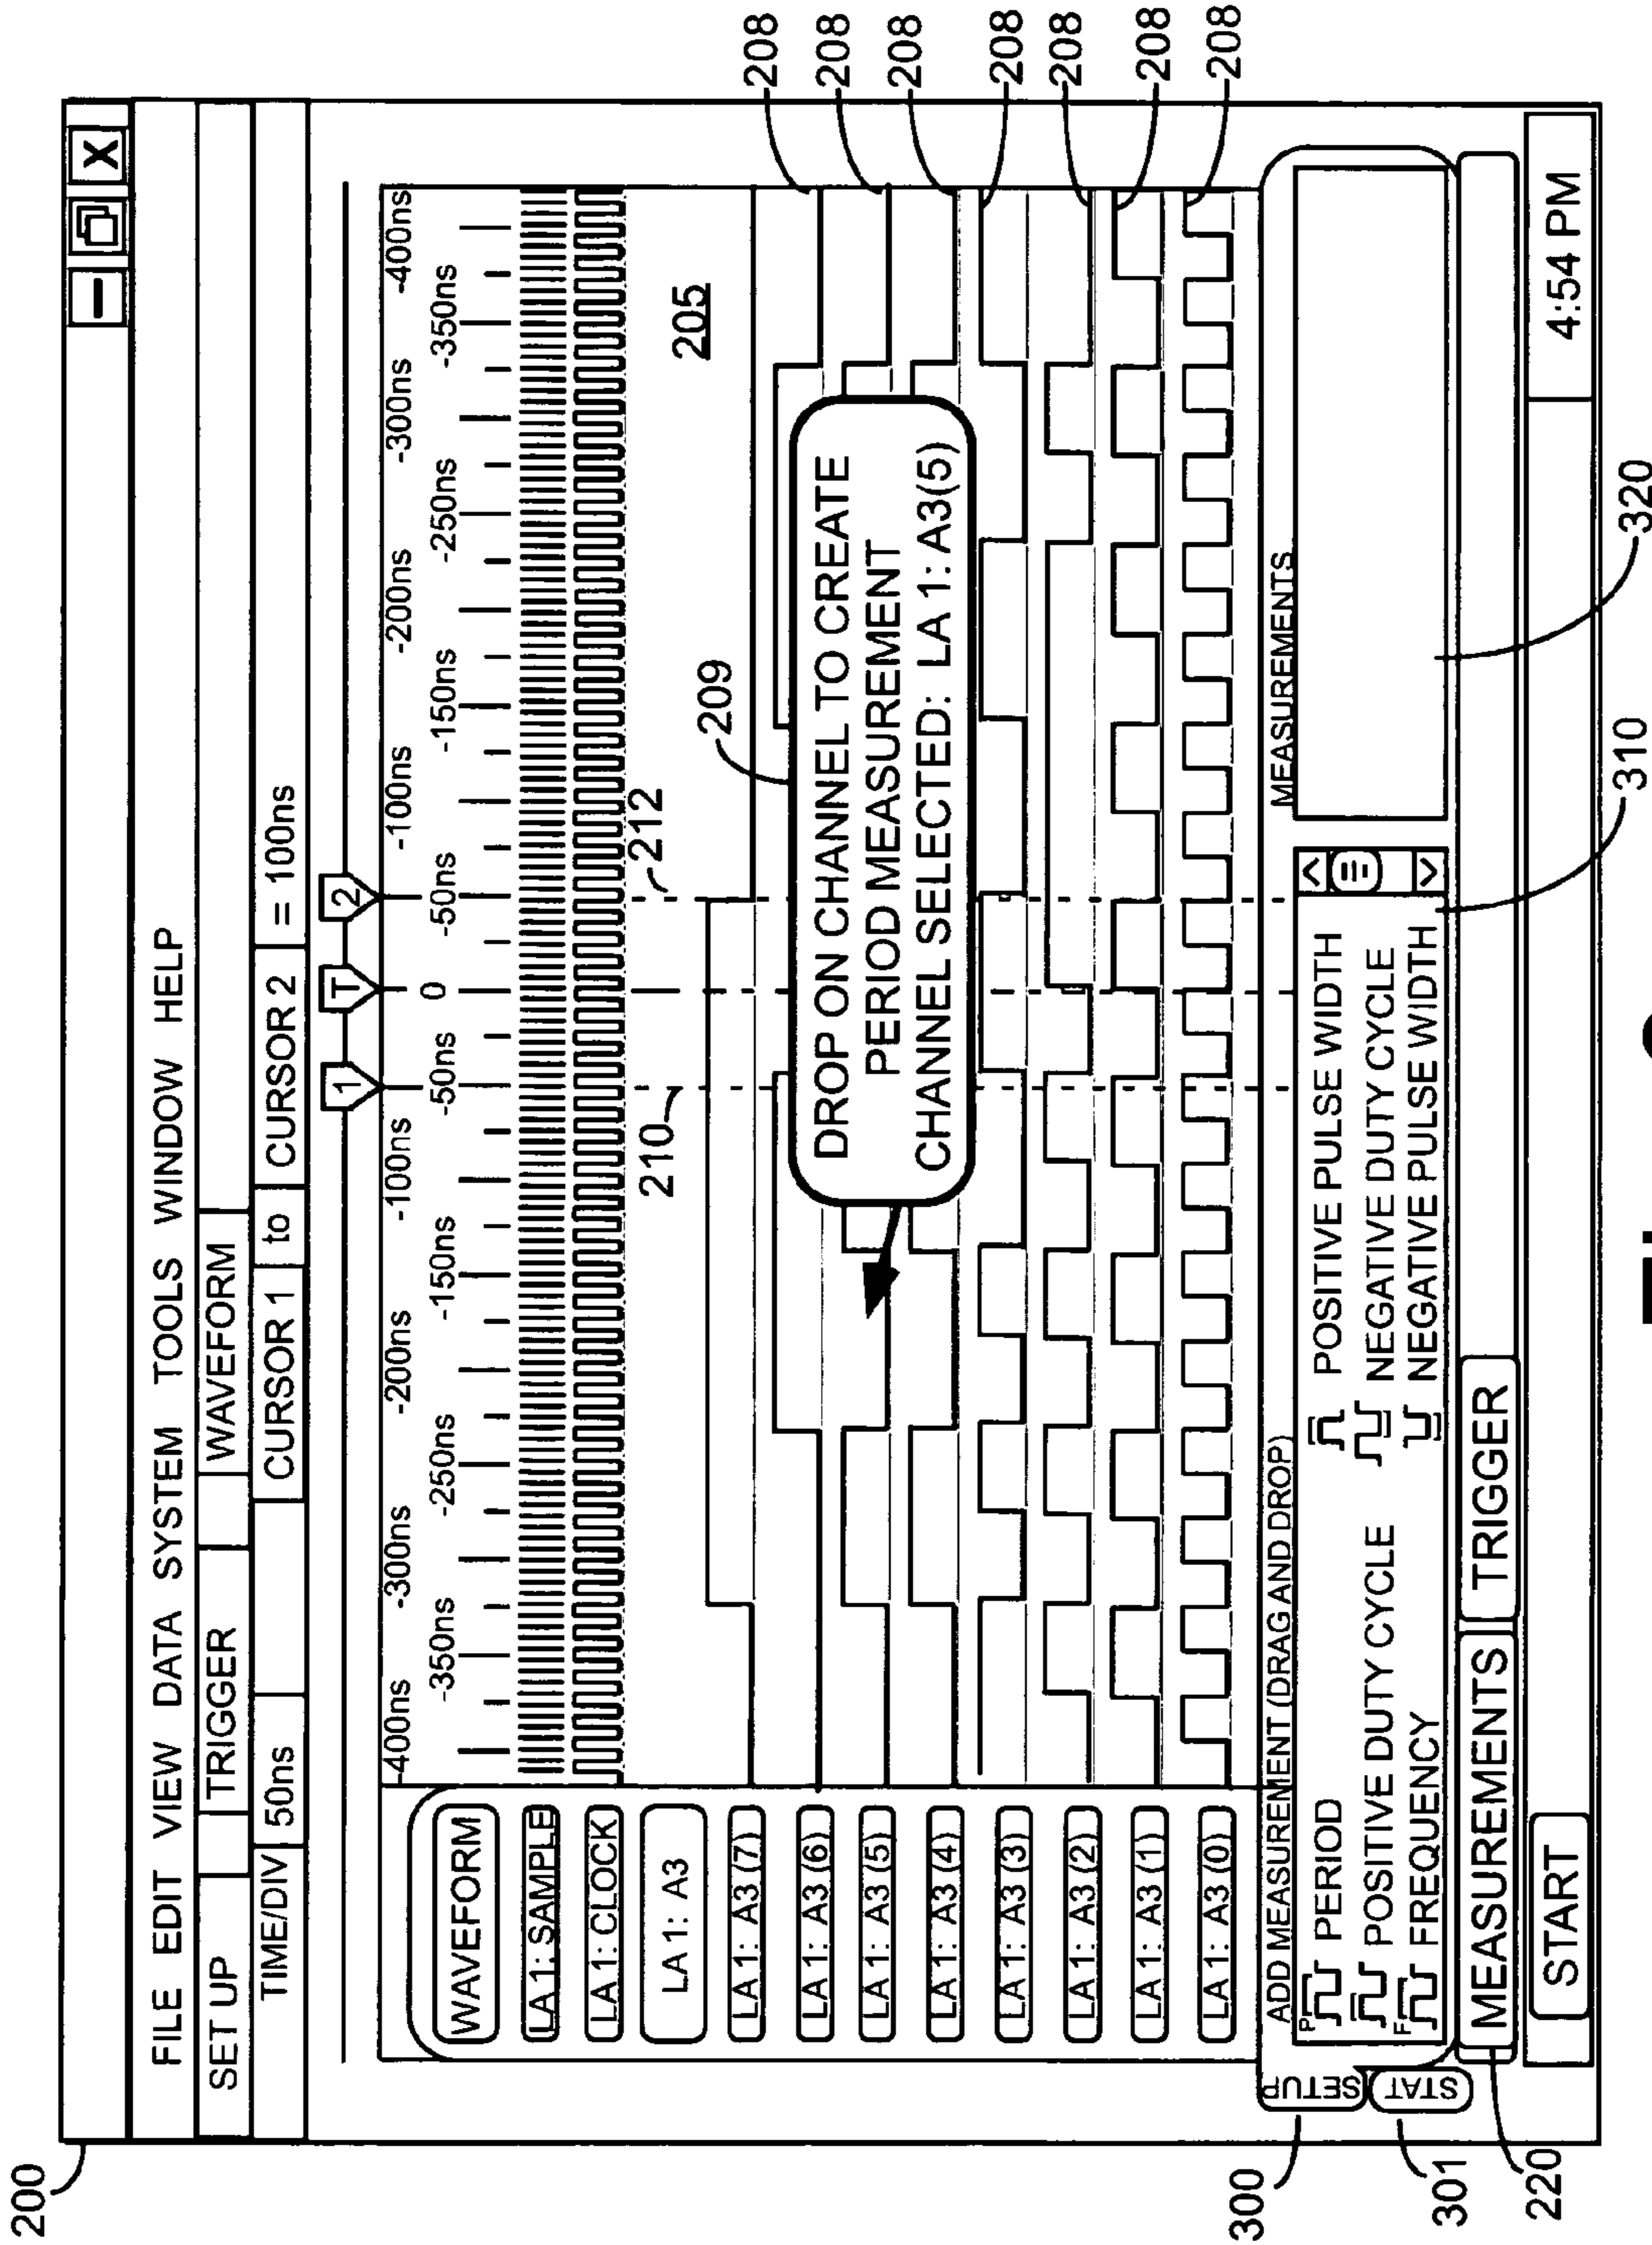 200
FILE EDIT VIEW DATA SYSTEM TOOLS WINDOW HELP
SET UP TRIGGER WAVEFORM
TIME/DIV 50ns CURSOR 1 to CURSOR 2 = 100ns
1 T 2
-400ns -300ns -200ns -100ns -100ns -200ns -300ns -400ns
-350ns -250ns -150ns -50ns 0 -50ns -150ns -250ns -350ns
WAVEFORM
LA 1: SAMPLE
LA 1: CLOCK
LA 1: A3
210 212 209 205
LA 1: A3 (7)
208
LA 1: A3 (6)
208
LA 1: A3 (5)
208
LA 1: A3 (4)
208
LA 1: A3 (3)
208
LA 1: A3 (2)
208
LA 1: A3 (1)
208
LA 1: A3 (0)
DROP ON CHANNEL TO CREATE
PERIOD MEASUREMENT
CHANNEL SELECTED: LA 1: A3(5)
300
SETUP
301
STAT
ADD MEASUREMENT (DRAG AND DROP)
MEASUREMENTS
P PERIOD POSITIVE PULSE WIDTH
POSITIVE DUTY CYCLE NEGATIVE DUTY CYCLE
F FREQUENCY NEGATIVE PULSE WIDTH
220
MEASUREMENTS TRIGGER
START 4:54 PM
310
320